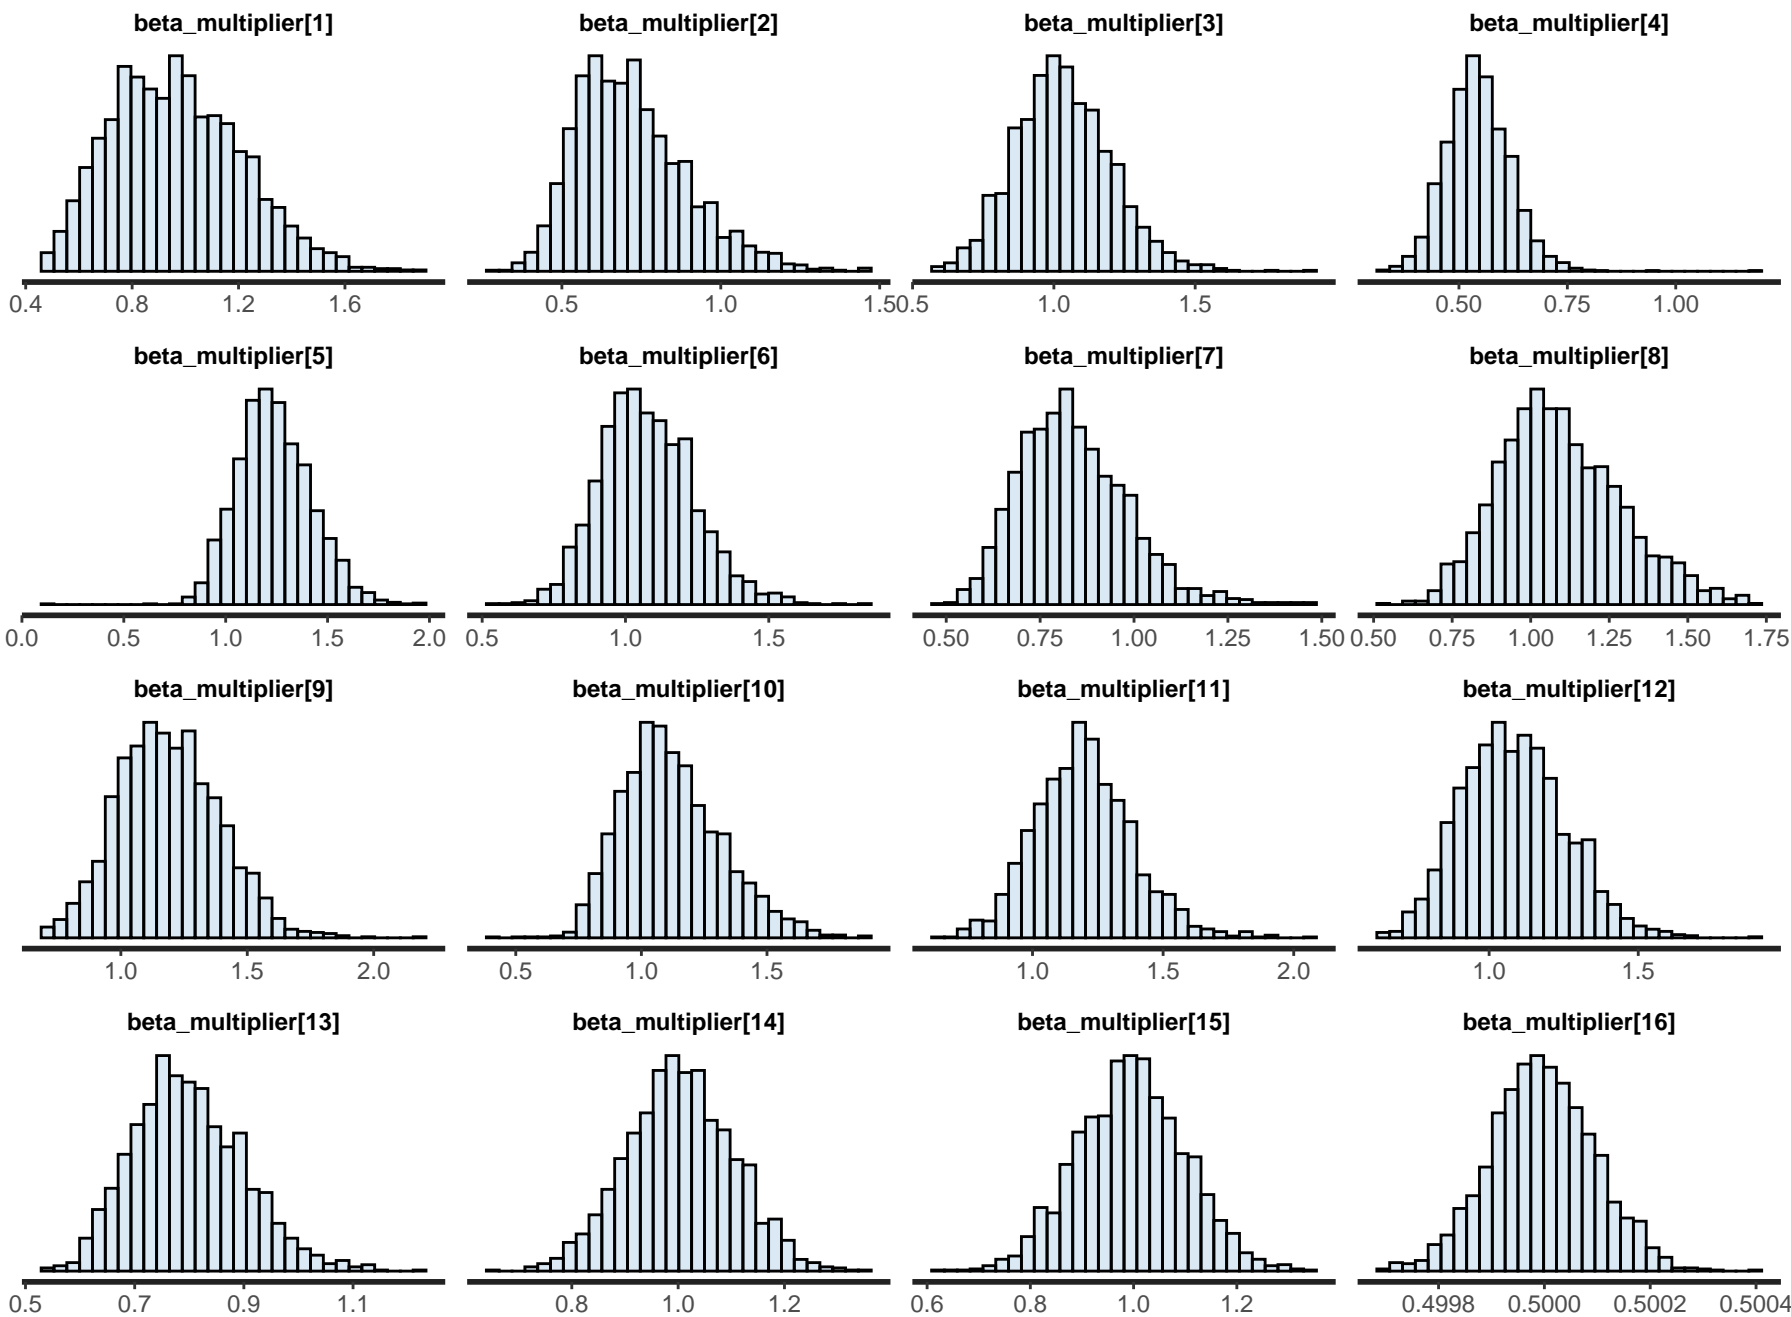 beta_multiplier[1] beta_multiplier[2] beta_multiplier[3] beta_multiplier[4]
0.4 0.8 1.2 1.6 0.5 1.0 1.5 0.5 1.0 1.5 0.50 0.75 1.00
beta_multiplier[5] beta_multiplier[6] beta_multiplier[7] beta_multiplier[8]
0.0 0.5 1.0 1.5 2.0 0.5 1.0 1.5 0.50 0.75 1.00 1.25 1.50 0.50 0.75 1.00 1.25 1.50 1.75
beta_multiplier[9] beta_multiplier[10] beta_multiplier[11] beta_multiplier[12]
1.0 1.5 2.0 0.5 1.0 1.5 1.0 1.5 2.0 1.0 1.5
beta_multiplier[13] beta_multiplier[14] beta_multiplier[15] beta_multiplier[16]
0.5 0.7 0.9 1.1 0.8 1.0 1.2 0.6 0.8 1.0 1.2 0.4998 0.5000 0.5002 0.5004